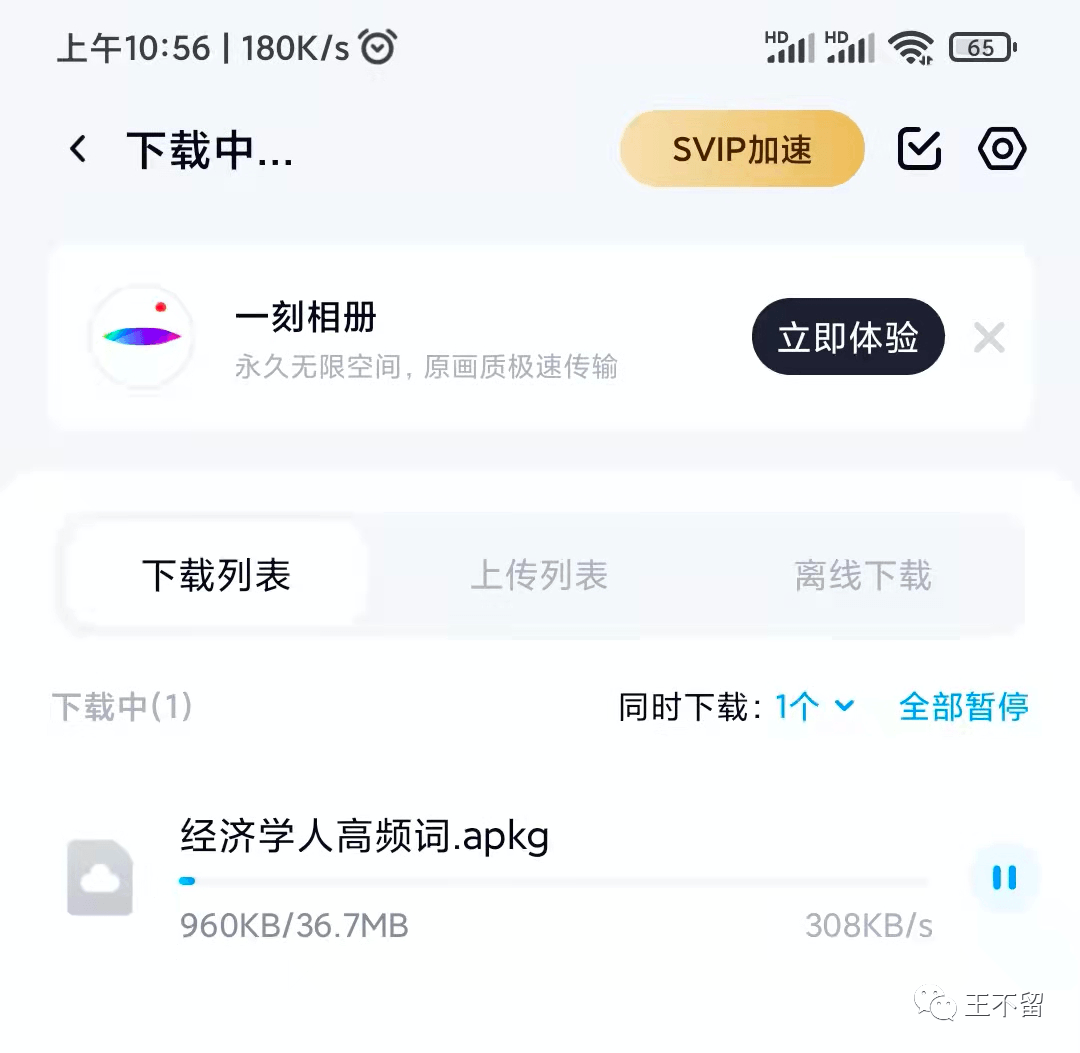 上午10:56 | 180K/s HD HD 65
下载中... SVIP加速
一刻相册
永久无限空间，原画质极速传输
立即体验
下载列表 上传列表 离线下载
下载中(1) 同时下载：1个 全部暂停
经济学人高频词.apkg
960KB/36.7MB 308KB/s
王不留